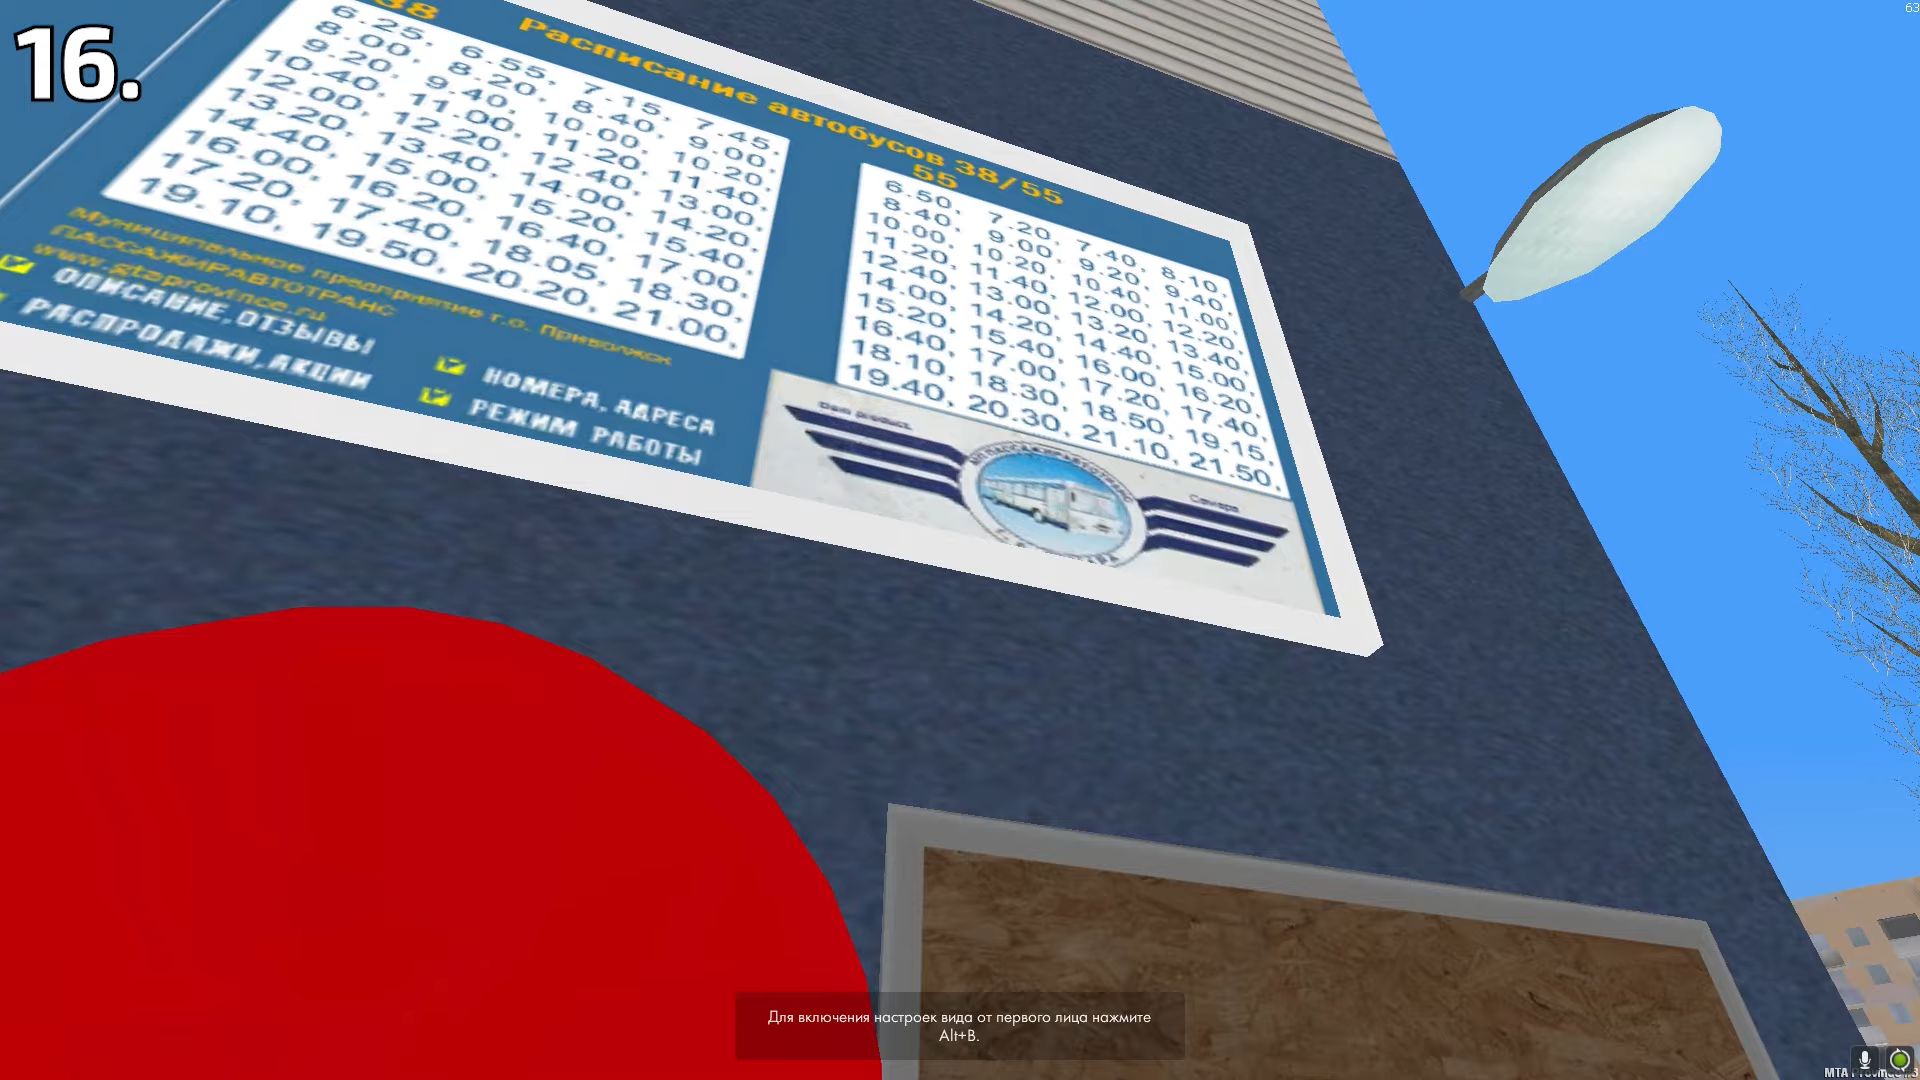 16.
63
38
Расписание автобусов 38/55
6.25, 6.55, 7.15, 7.45,
8.00, 8.20, 8.40, 9.00,
9.20, 9.40, 10.00, 10.20,
10.40, 11.00, 11.20, 11.40,
12.00, 12.20, 12.40, 13.00,
13.20, 13.40, 14.00, 14.20,
14.40, 15.00, 15.20, 15.40,
16.00, 16.20, 16.40, 17.00,
17.20, 17.40, 18.05, 18.30,
19.10, 19.50, 20.20, 21.00,
55
6.50, 7.20, 7.40, 8.10,
8.40, 9.00, 9.20, 9.40,
10.00, 10.20, 10.40, 11.00,
11.20, 11.40, 12.00, 12.20,
12.40, 13.00, 13.20, 13.40,
14.00, 14.20, 14.40, 15.00,
15.20, 15.40, 16.00, 16.20,
16.40, 17.00, 17.20, 17.40,
18.10, 18.30, 18.50, 19.15,
19.40, 20.30, 21.10, 21.50,
Муниципальное предприятие г.о. Приволжск
ПАССАЖИРАВТОТРАНС
www.gtaprovince.ru
ОПИСАНИЕ, ОТЗЫВЫ
РАСПРОДАЖИ, АКЦИИ
НОМЕРА, АДРЕСА
РЕЖИМ РАБОТЫ
Самара
Для включения настроек вида от первого лица нажмите
Alt+B.